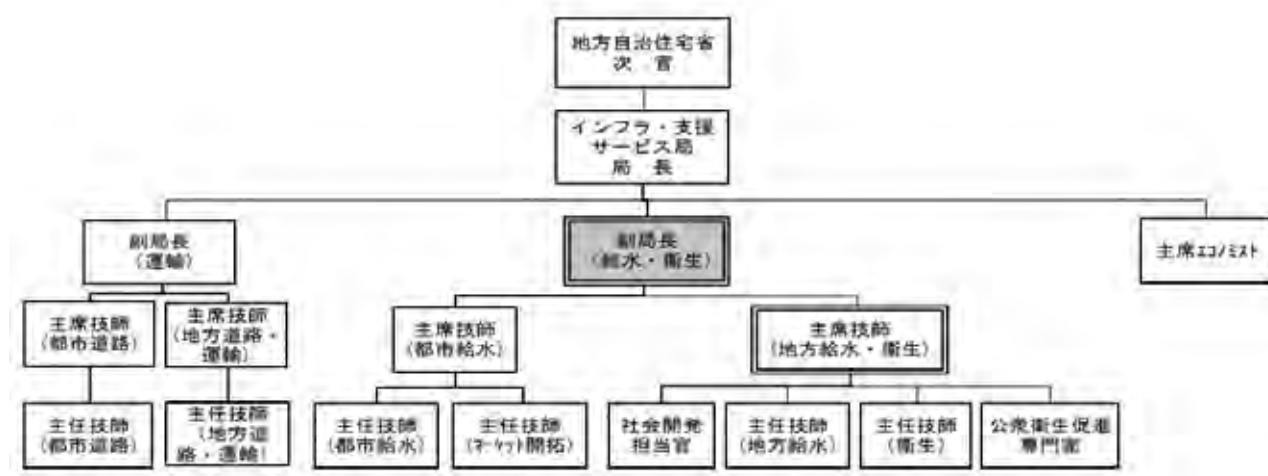 地方自治住宅省
次　官
インフラ・支援
サービス局
局　長
副局長
(運輸)
副局長
(給水・衛生)
主席ｴｺﾉﾐｽﾄ
主席技師
(都市道路)
主席技師
(地方道路・
運輸)
主席技師
(都市給水)
主席技師
(地方給水・衛生)
主任技師
(都市道路)
主任技師
(地方道
路・運輸)
主任技師
(都市給水)
主任技師
(ﾏｰｹｯﾄ開拓)
社会開発
担当官
主任技師
(地方給水)
主任技師
(衛生)
公衆衛生促進
専門官